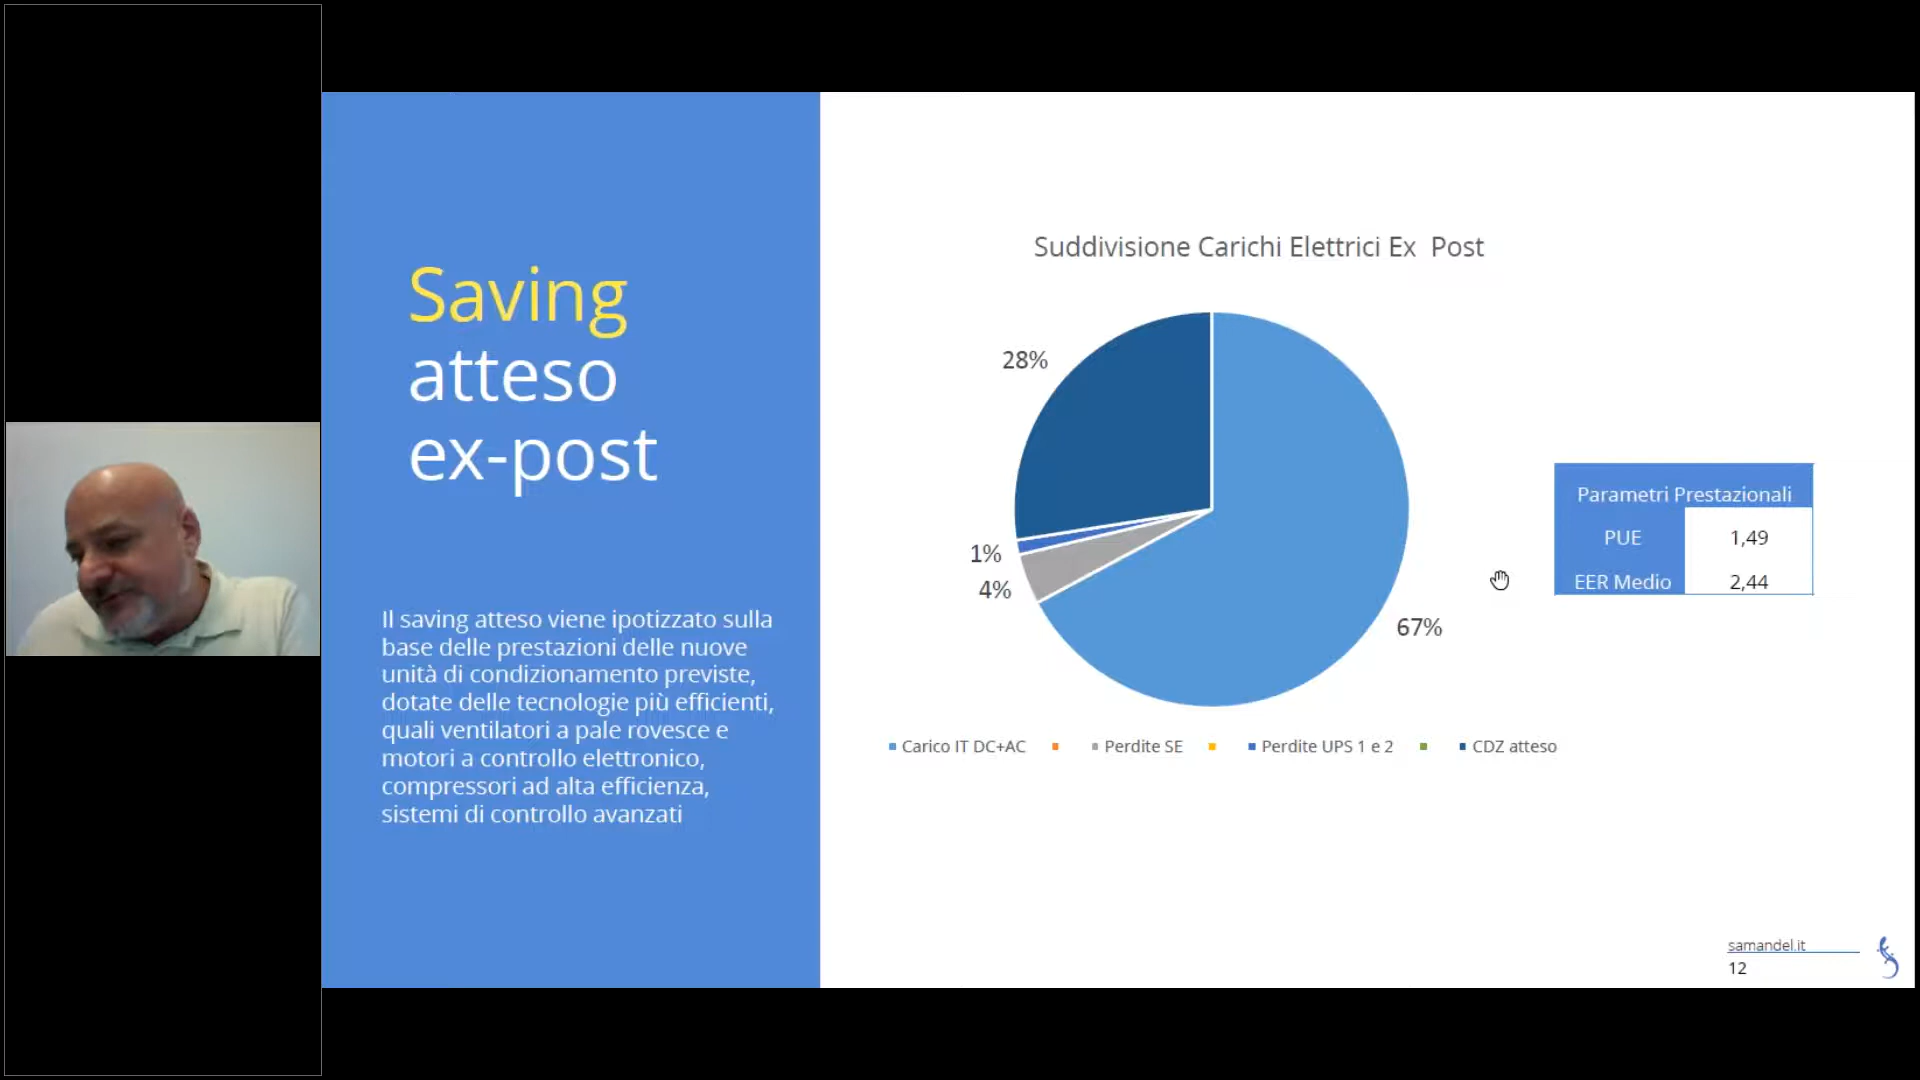 Saving
atteso
ex-post
Il saving atteso viene ipotizzato sulla
base delle prestazioni delle nuove
unità di condizionamento previste,
dotate delle tecnologie più efficienti,
quali ventilatori a pale rovesce e
motori a controllo elettronico,
compressori ad alta efficienza,
sistemi di controllo avanzati
Suddivisione Carichi Elettrici Ex  Post
28%
1%
4%
67%
Carico IT DC+AC Perdite SE Perdite UPS 1 e 2 CDZ atteso
Parametri Prestazionali
PUE 1,49
EER Medio 2,44
samandel.it
12